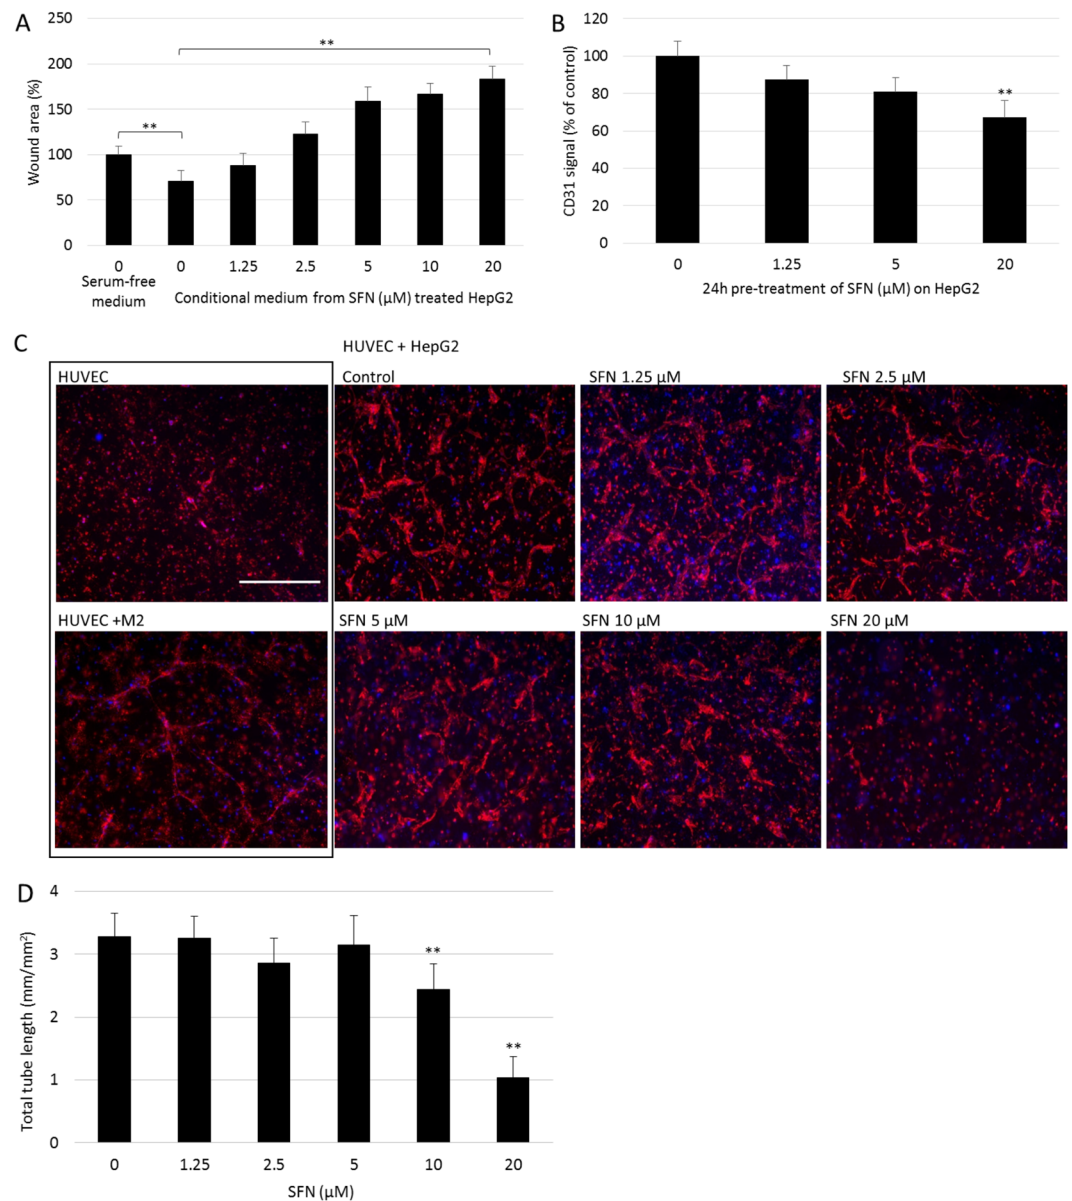 A
250
200
150
100
50
0
Wound area (%)
**
**
0 0 1.25 2.5 5 10 20
Serum-free
medium
Conditional medium from SFN (µM) treated HepG2
B
120
100
80
60
40
20
0
CD31 signal (% of control)
**
0 1.25 5 20
24h pre-treatment of SFN (µM) on HepG2
C
HUVEC + HepG2
HUVEC
Control
SFN 1.25 µM
SFN 2.5 µM
HUVEC +M2
SFN 5 µM
SFN 10 µM
SFN 20 µM
D
4
3
2
1
0
Total tube length (mm/mm²)
**
**
0 1.25 2.5 5 10 20
SFN (µM)